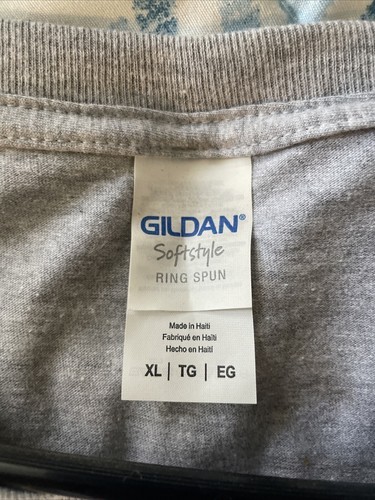 GILDAN®
Softstyle
RING SPUN
Made in Haiti
Fabriqué en Haïti
Hecho en Haití
XL | TG | EG